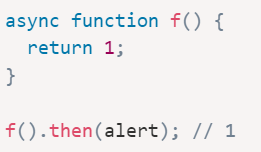 async function f() {
  return 1;
}

f().then(alert); // 1